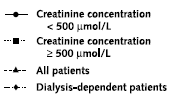 Creatinine concentration
< 500 μmol/L
Creatinine concentration
≥ 500 μmol/L
All patients
Dialysis-dependent patients